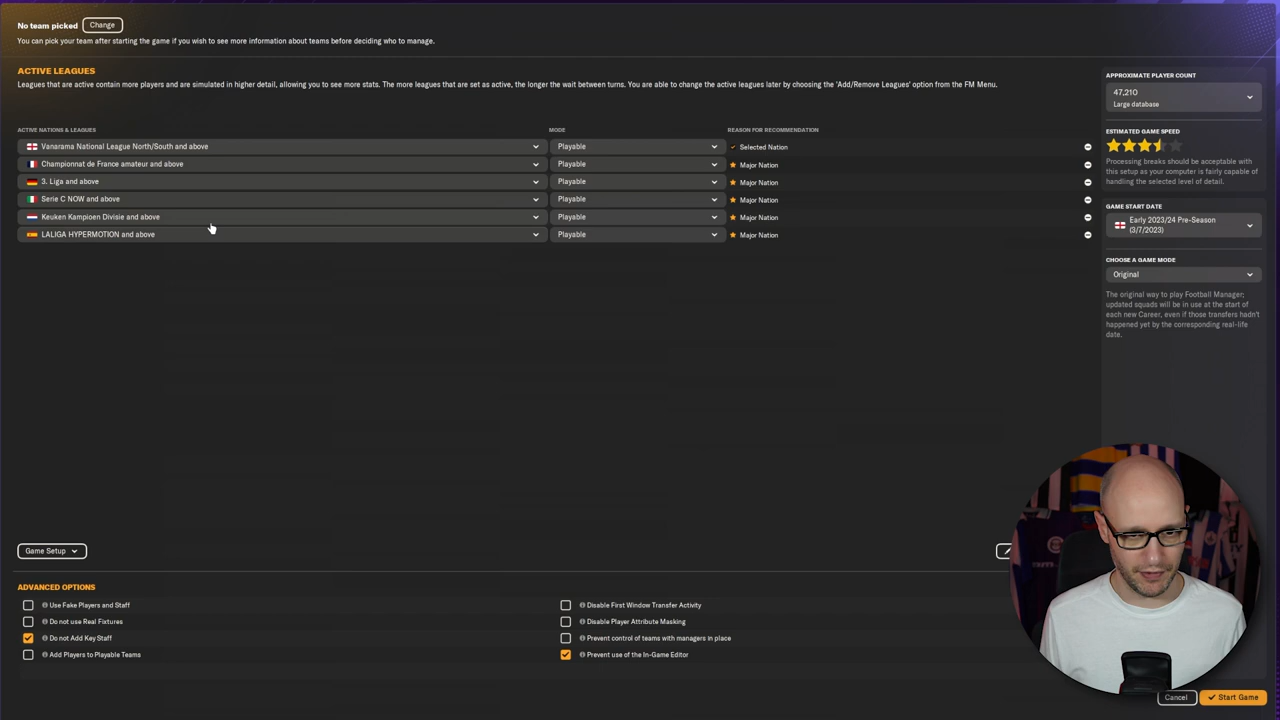 No team picked Change
You can pick your team after starting the game if you wish to see more information about teams before deciding who to manage.
ACTIVE LEAGUES
Leagues that are active contain more players and are simulated in higher detail, allowing you to see more stats. The more leagues that are set as active, the longer the wait between turns. You are able to change the active leagues later by choosing the 'Add/Remove Leagues' option from the FM Menu.
ACTIVE NATIONS & LEAGUES MODE REASON FOR RECOMMENDATION
Vanarama National League North/South and above Playable Selected Nation
Championnat de France amateur and above Playable Major Nation
3. Liga and above Playable Major Nation
Serie C NOW and above Playable Major Nation
Keuken Kampioen Divisie and above Playable Major Nation
LALIGA HYPERMOTION and above Playable Major Nation
APPROXIMATE PLAYER COUNT
47,210
Large database
ESTIMATED GAME SPEED
Processing breaks should be acceptable with
this setup as your computer is fairly capable of
handling the selected level of detail.
GAME START DATE
Early 2023/24 Pre-Season
(3/7/2023)
CHOOSE A GAME MODE
Original
The original way to play Football Manager;
updated squads will be in use at the start of
each new Career, even if those transfers hadn't
happened yet by the corresponding real-life
date.
Game Setup
ADVANCED OPTIONS
Use Fake Players and Staff Disable First Window Transfer Activity
Do not use Real Fixtures Disable Player Attribute Masking
Do not Add Key Staff Prevent control of teams with managers in place
Add Players to Playable Teams Prevent use of the In-Game Editor
Cancel Start Game